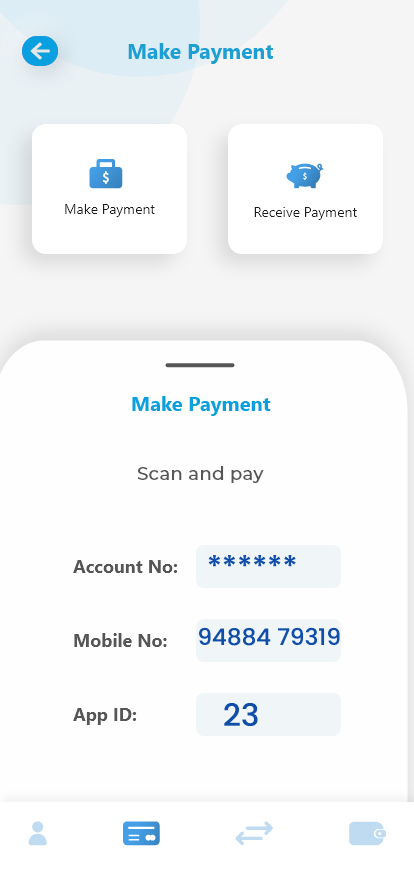 Make Payment
$ Make Payment
$ Receive Payment
Make Payment
Scan and pay
Account No: ******
Mobile No: 94884 79319
App ID: 23